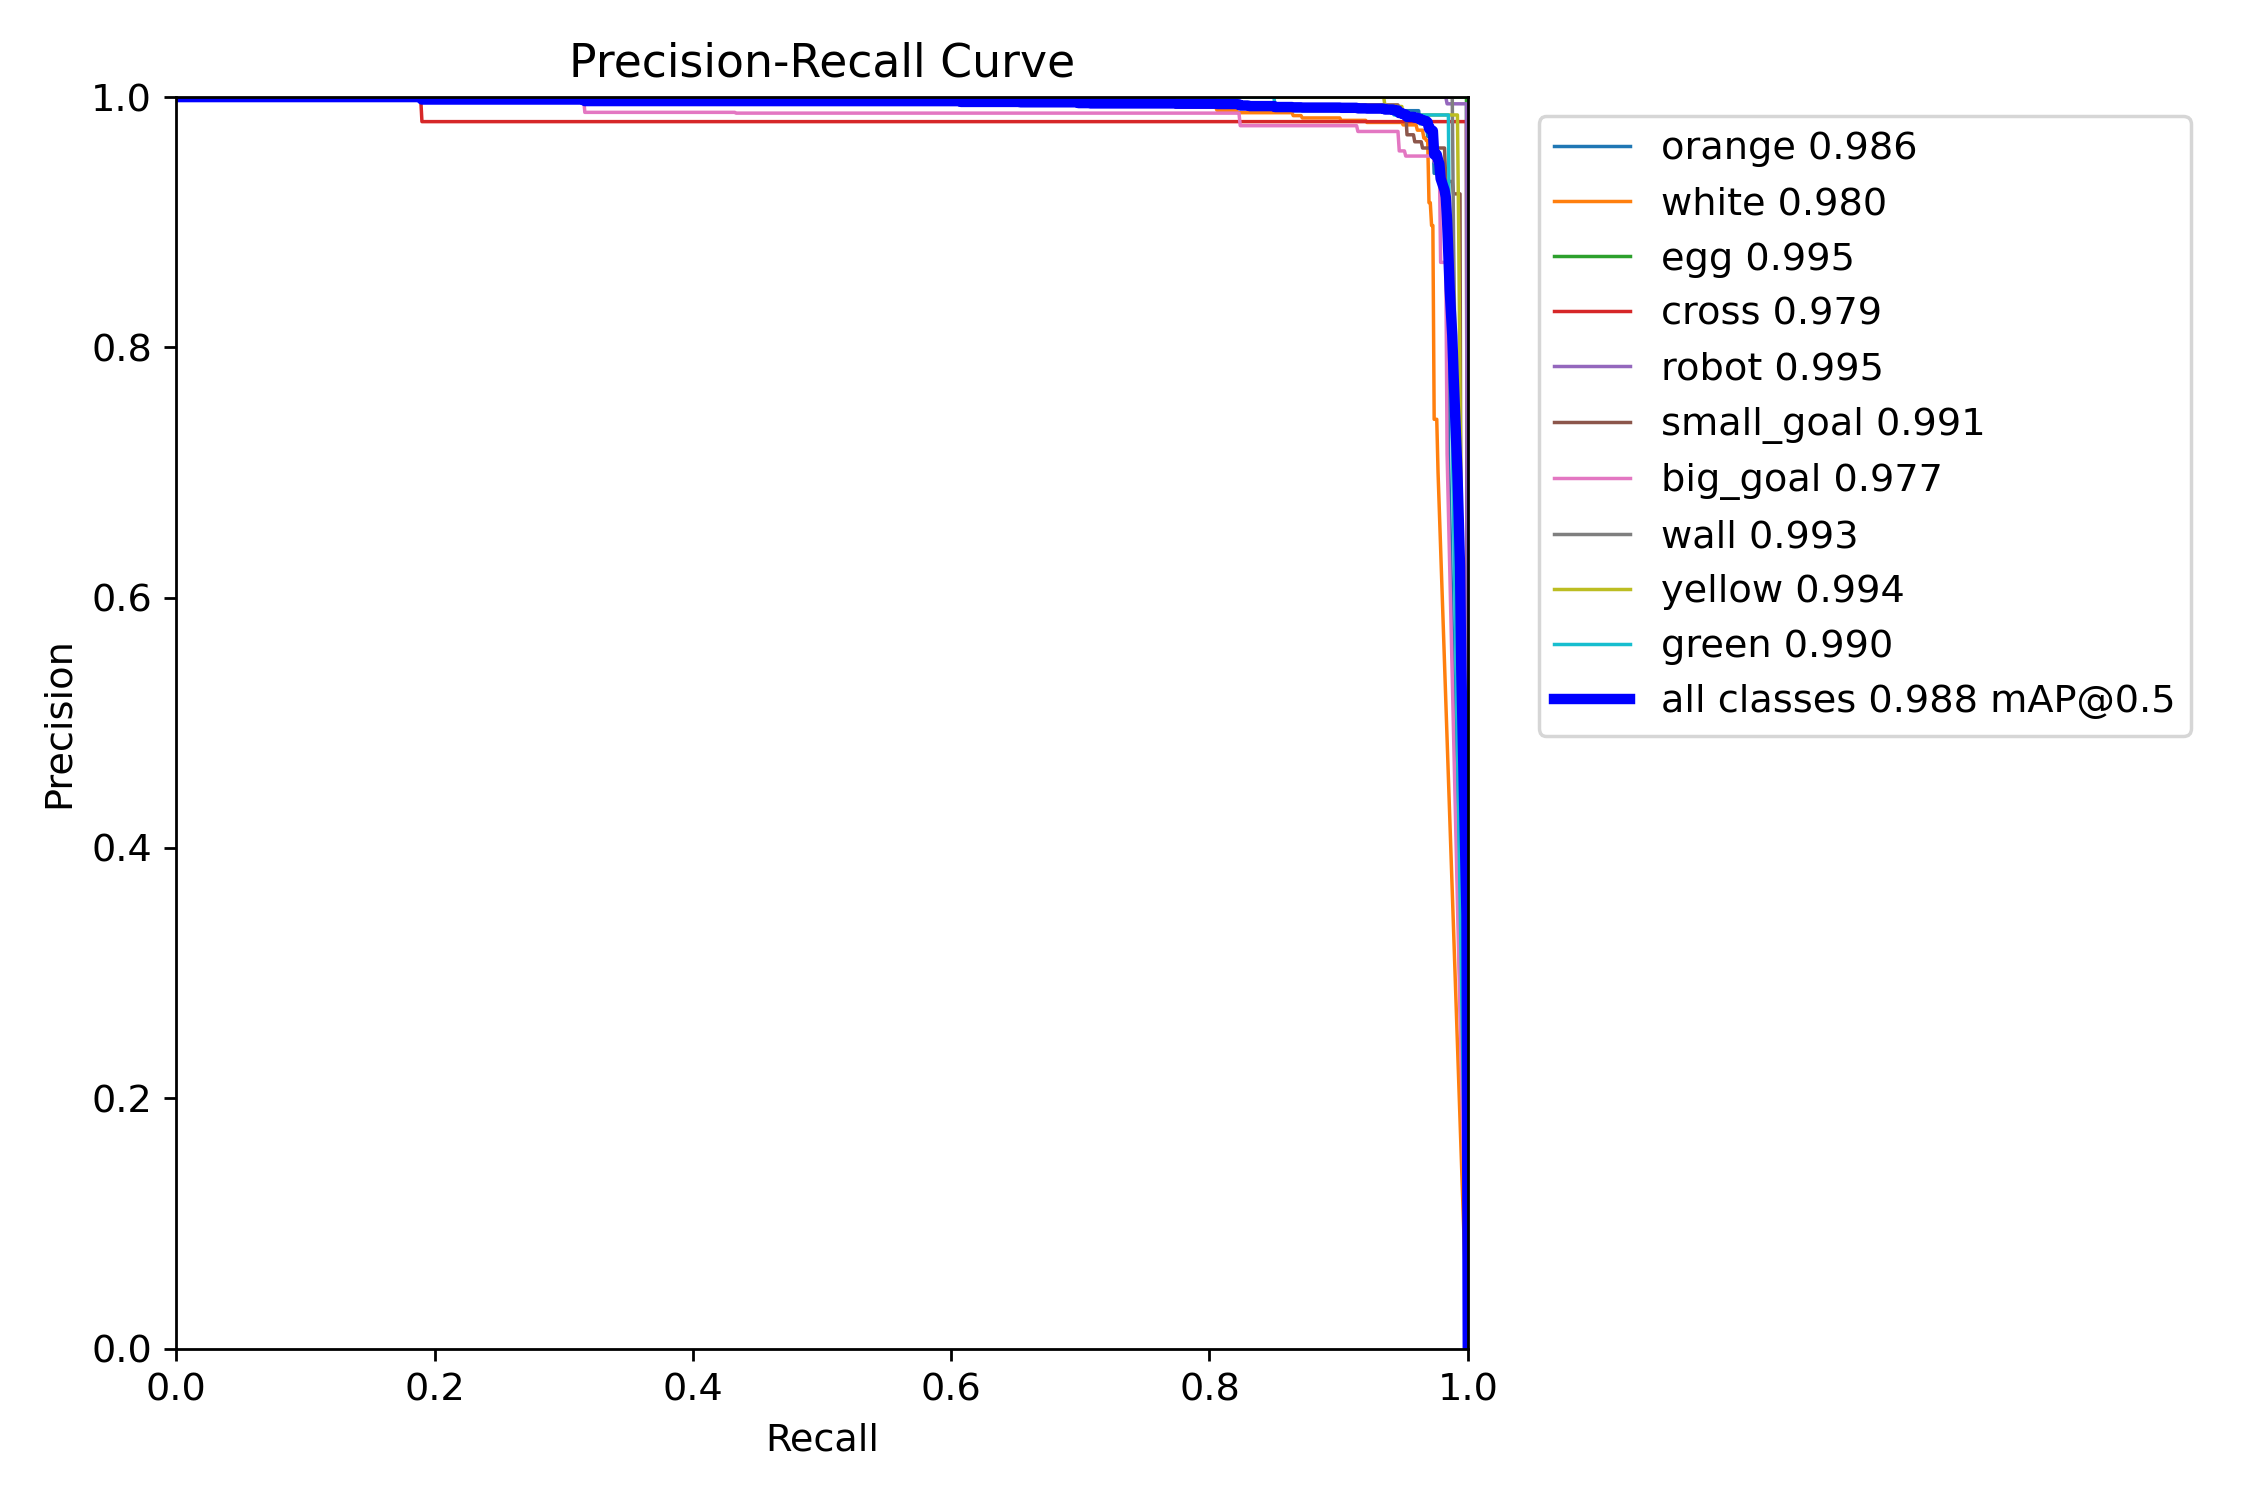 Precision-Recall Curve
1.0
0.8
0.6
0.4
0.2
0.0
Precision
0.0 0.2 0.4 0.6 0.8 1.0
Recall
orange 0.986
white 0.980
egg 0.995
cross 0.979
robot 0.995
small_goal 0.991
big_goal 0.977
wall 0.993
yellow 0.994
green 0.990
all classes 0.988 mAP@0.5